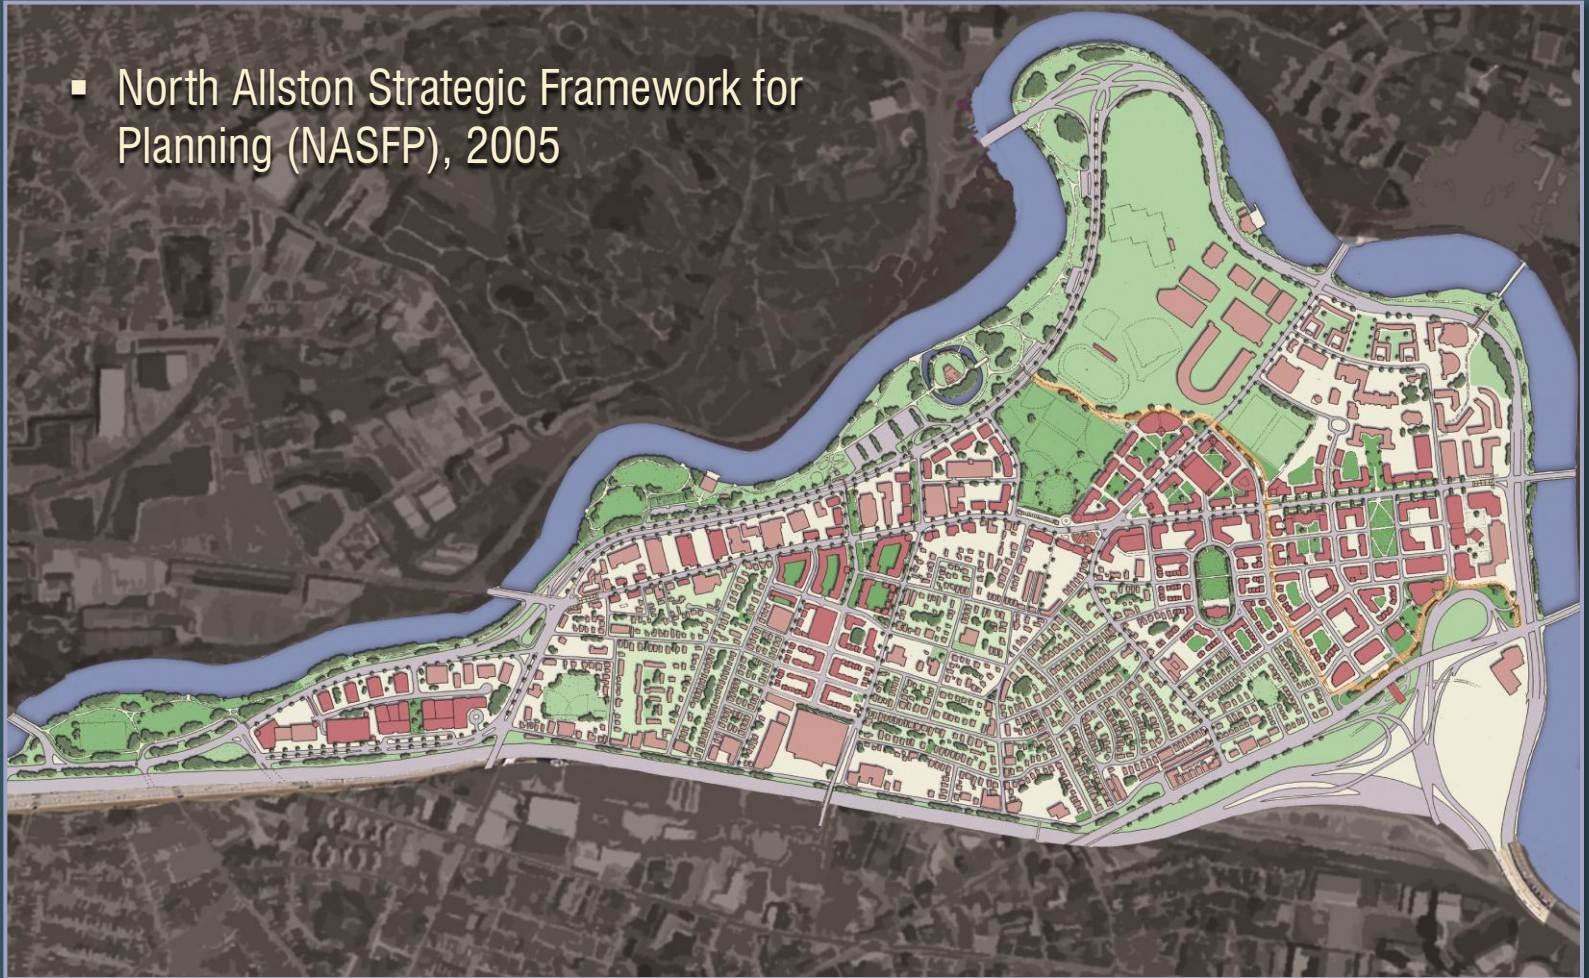 ▪ North Allston Strategic Framework for
Planning (NASFP), 2005